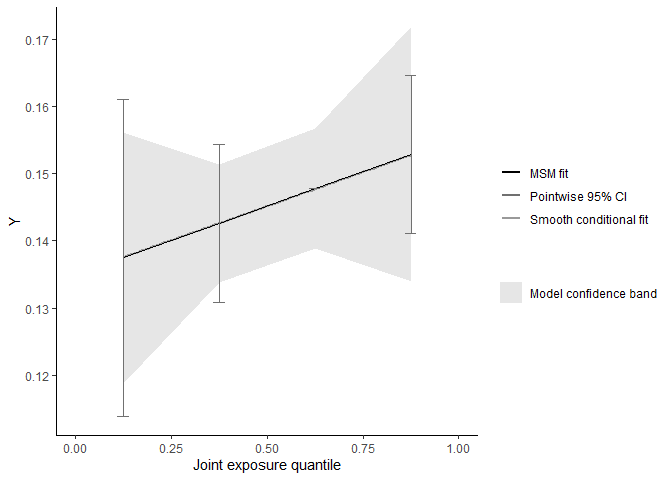 0.17
0.16
0.15
0.14
0.13
0.12
Y
0.00
0.25
0.50
0.75
1.00
Joint exposure quantile
MSM fit
Pointwise 95% CI
Smooth conditional fit
Model confidence band